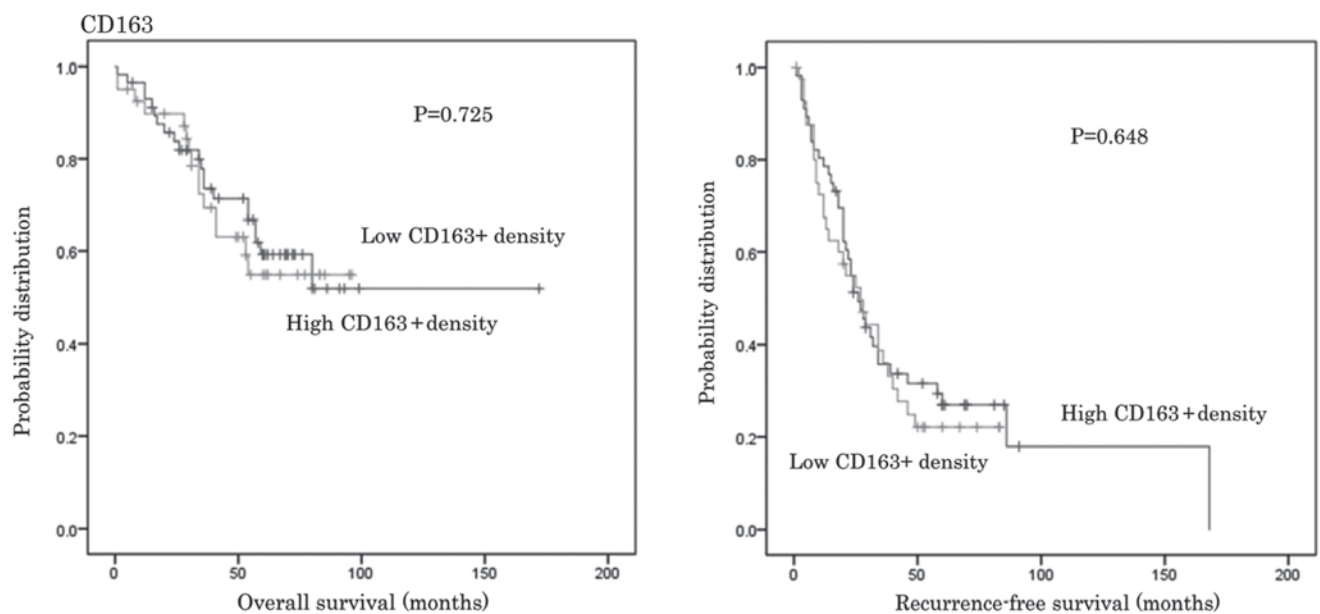 CD163
1.0
0.8
0.6
0.4
0.2
0.0
Probability distribution
P=0.725
Low CD163+ density
High CD163+density
0 50 100 150 200
Overall survival (months)
1.0
0.8
0.6
0.4
0.2
0.0
Probability distribution
P=0.648
High CD163+density
Low CD163+ density
0 50 100 150 200
Recurrence-free survival (months)